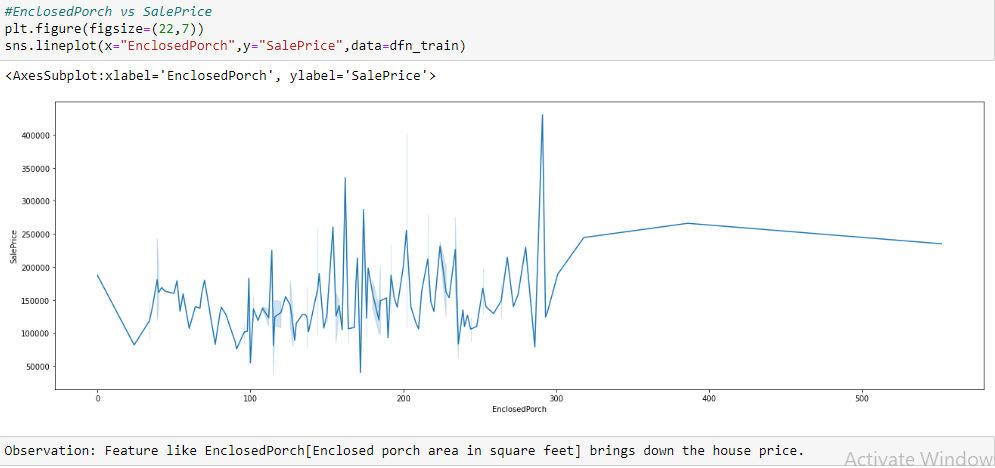 #EnclosedPorch vs SalePrice
plt.figure(figsize=(22,7))
sns.lineplot(x="EnclosedPorch",y="SalePrice",data=dfn_train)
<AxesSubplot:xlabel='EnclosedPorch', ylabel='SalePrice'>
400000
350000
300000
250000
200000
150000
100000
50000
SalePrice
0 100 200 300 400 500
EnclosedPorch
Observation: Feature like EnclosedPorch[Enclosed porch area in square feet] brings down the house price.
Activate Window